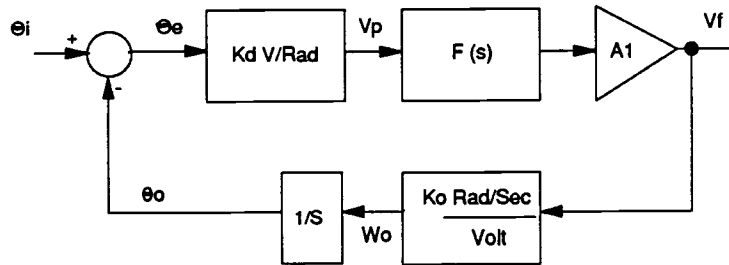 Θi
+
-
Θe
Kd V/Rad
Vp
F (s)
A1
Vf
θo
1/S
Wo
Ko Rad/Sec
Volt